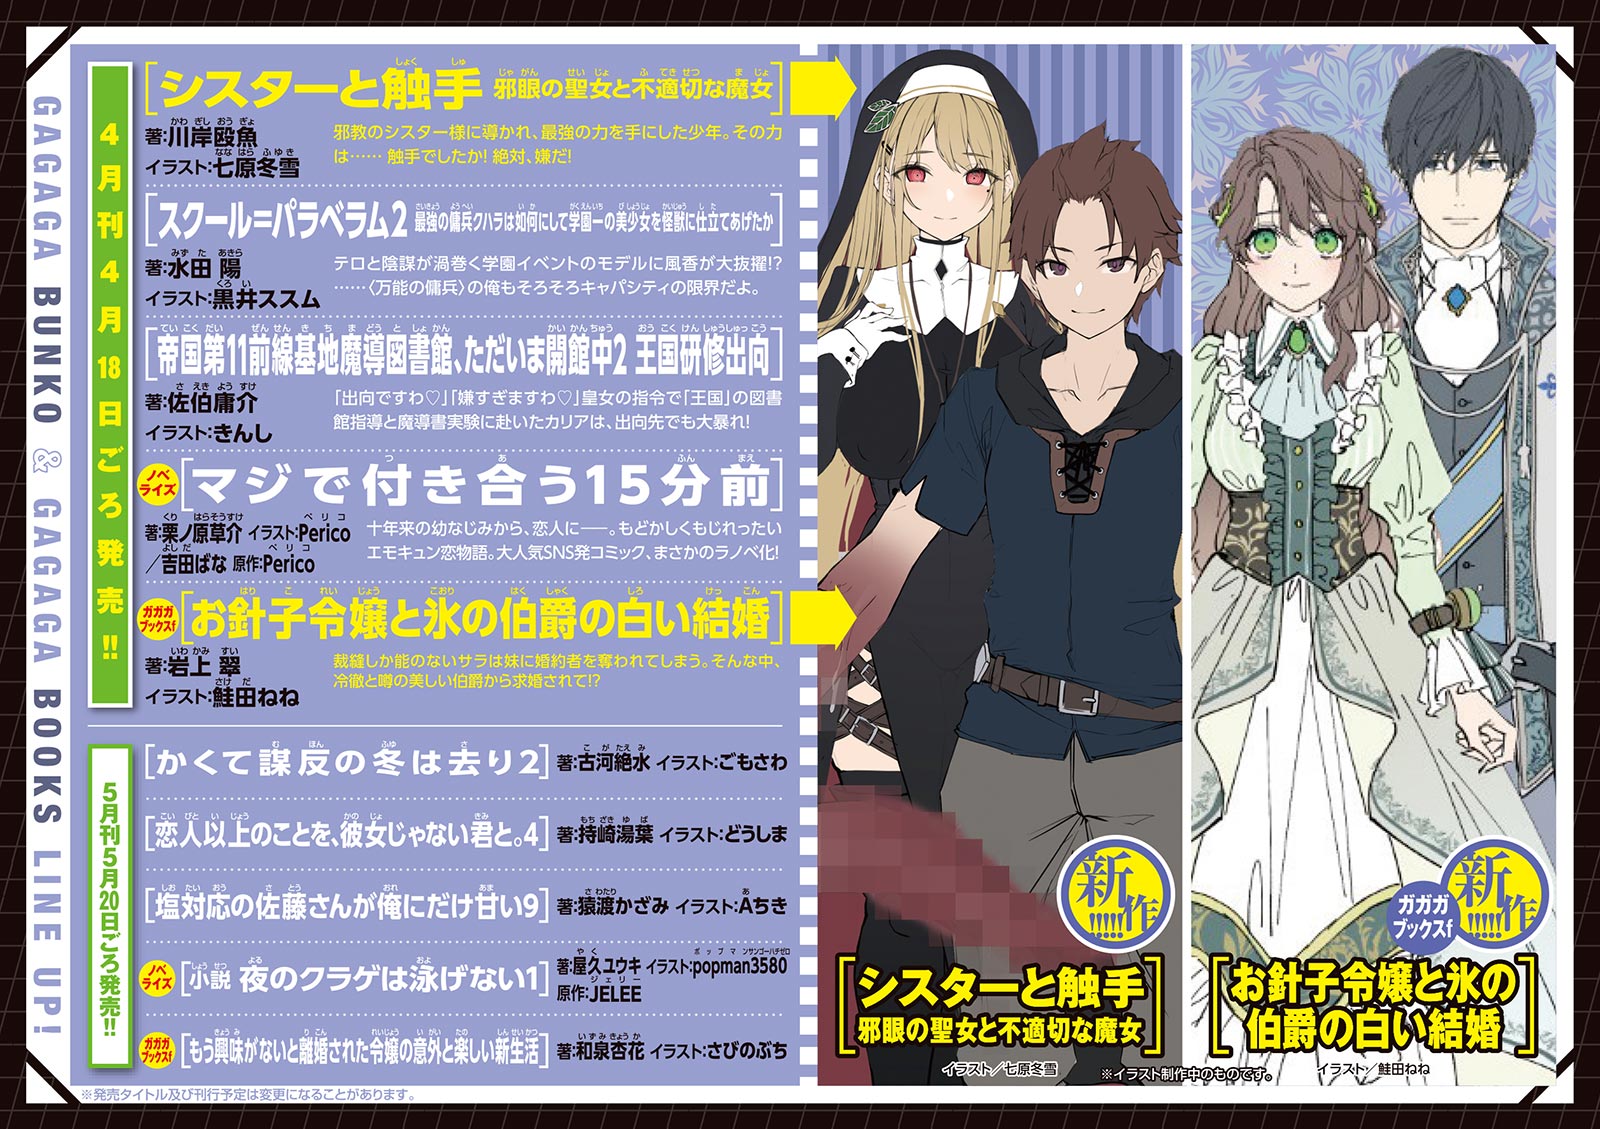 GAGAGA BUNKO & GAGAGA BOOKS LINE UP!
4月刊4月18日ごろ発売!!
[シスターと触手 邪眼の聖女と不適切な魔女]
著:川岸殴魚
イラスト:七原冬雪
邪教のシスター様に導かれ、最強の力を手にした少年。その力
は…… 触手でしたか! 絶対、嫌だ!
[スクール=パラベラム2 最強の傭兵クハラは如何にして学園一の美少女を怪獣に仕立てあげたか]
著:水田 陽
イラスト:黒井ススム
テロと陰謀が渦巻く学園イベントのモデルに風香が大抜擢!?
……〈万能の傭兵〉の俺もそろそろキャパシティの限界だよ。
[帝国第11前線基地魔導図書館、ただいま開館中2 王国研修出向]
著:佐伯庸介
イラスト:きんし
「出向ですわ♡」「嫌すぎますわ♡」皇女の指令で「王国」の図書
館指導と魔導書実験に赴いたカリアは、出向先でも大暴れ!
ノベライズ
[マジで付き合う15分前]
著:栗ノ原草介 イラスト:Perico
/吉田ばな 原作:Perico
十年来の幼なじみから、恋人に──。もどかしくもじれったい
エモキュン恋物語。大人気SNS発コミック、まさかのラノベ化!
ガガガブックスf
[お針子令嬢と氷の伯爵の白い結婚]
著:岩上 翠
イラスト:鮭田ねね
裁縫しか能のないサラは妹に婚約者を奪われてしまう。そんな中、
冷徹と噂の美しい伯爵から求婚されて!?
5月刊5月20日ごろ発売!!
[かくて謀反の冬は去り2] 著:古河絶水 イラスト:ごもさわ
[恋人以上のことを、彼女じゃない君と。4] 著:持崎湯葉 イラスト:どうしま
[塩対応の佐藤さんが俺にだけ甘い9] 著:猿渡かざみ イラスト:Aちき
ノベライズ
[小説 夜のクラゲは泳げない1] 著:屋久ユウキ イラスト:popman3580
原作:JELEE
ガガガブックスf
[もう興味がないと離婚された令嬢の意外と楽しい新生活] 著:和泉杏花 イラスト:さびのぶち
※発売タイトル及び刊行予定は変更になることがあります。
新作!!!!!
[シスターと触手
邪眼の聖女と不適切な魔女]
イラスト/七原冬雪
※イラスト制作中のものです。
ガガガブックスf
新作!!!!!
[お針子令嬢と氷の
伯爵の白い結婚]
イラスト/鮭田ねね